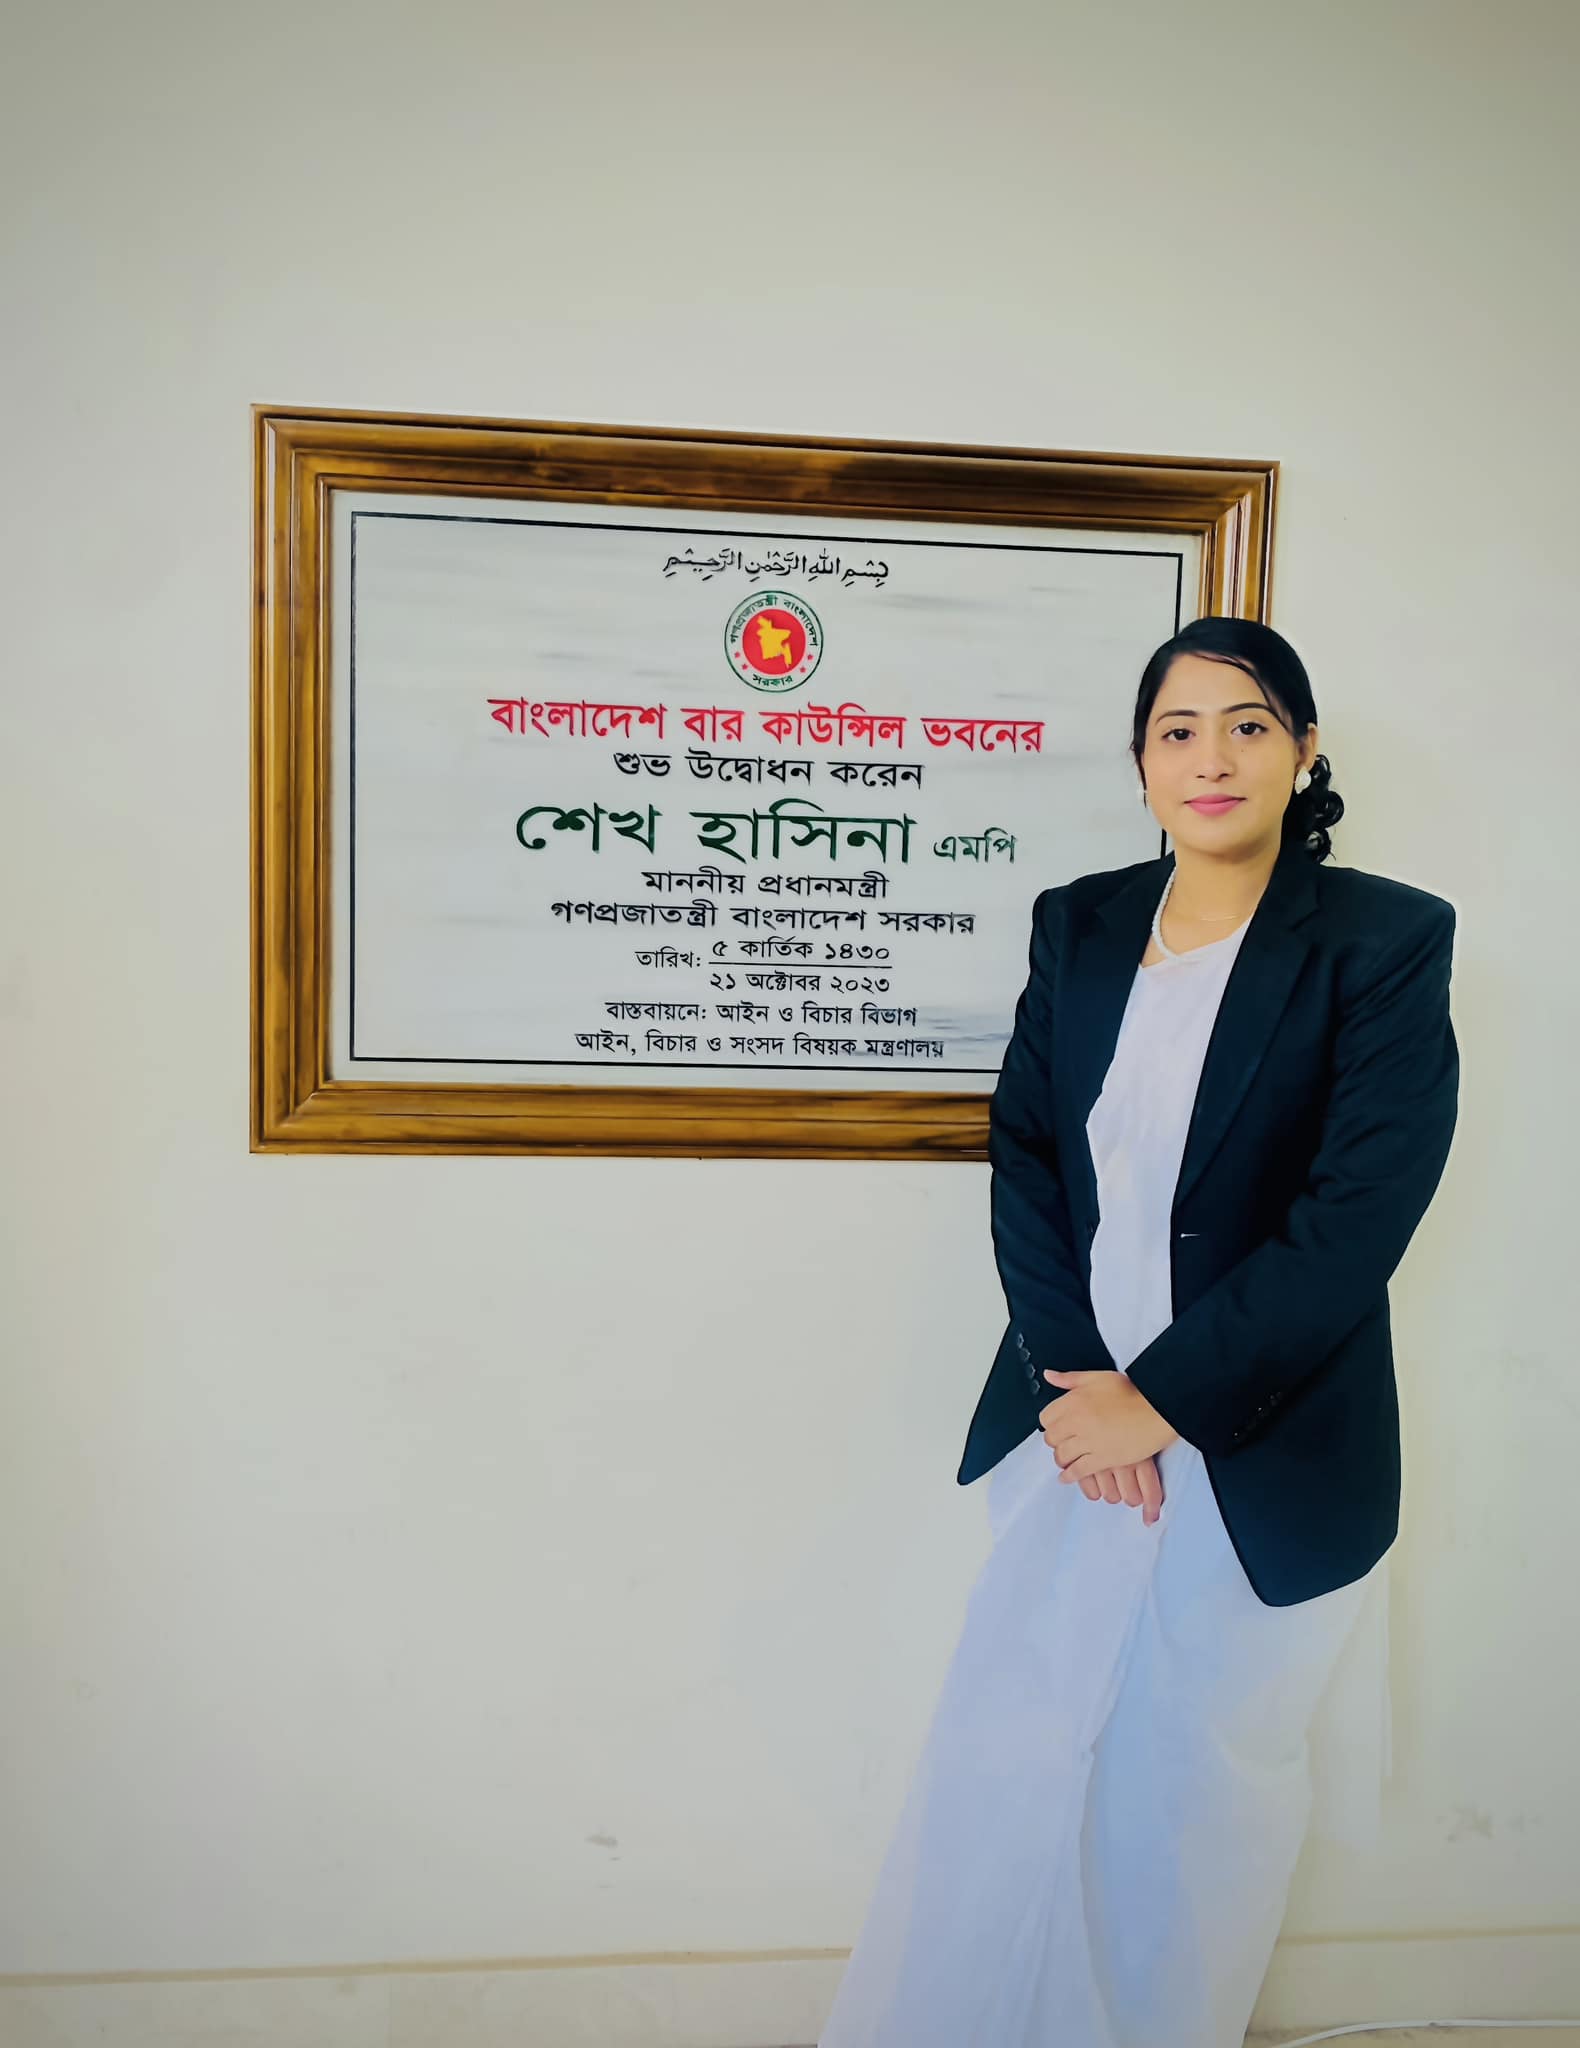 بِسْمِ اللهِ الرَّحْمٰنِ الرَّحِيْمِ
গণপ্রজাতন্ত্রী বাংলাদেশ
সরকার
বাংলাদেশ বার কাউন্সিল ভবনের
শুভ উদ্বোধন করেন
শেখ হাসিনা এমপি
মাননীয় প্রধানমন্ত্রী
গণপ্রজাতন্ত্রী বাংলাদেশ সরকার
তারিখ: ৫ কার্তিক ১৪৩০
২১ অক্টোবর ২০২৩
বাস্তবায়নে: আইন ও বিচার বিভাগ
আইন, বিচার ও সংসদ বিষয়ক মন্ত্রণালয়